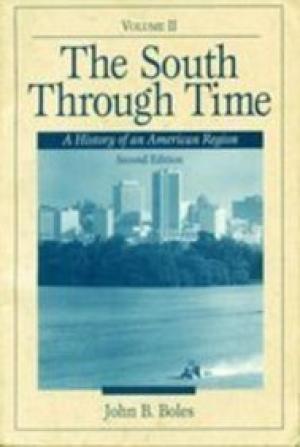 VOLUME II
The South
Through Time
A History of an American Region
Second Edition
John B. Boles